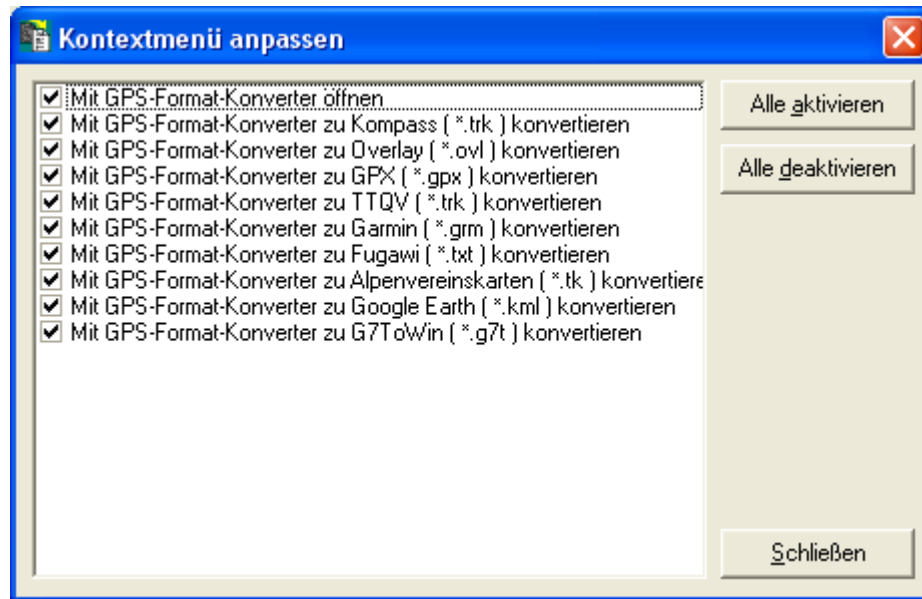 Kontextmenü anpassen
Mit GPS-Format-Konverter öffnen
Mit GPS-Format-Konverter zu Kompass ( *.trk ) konvertieren
Mit GPS-Format-Konverter zu Overlay ( *.ovl ) konvertieren
Mit GPS-Format-Konverter zu GPX ( *.gpx ) konvertieren
Mit GPS-Format-Konverter zu TTQV ( *.trk ) konvertieren
Mit GPS-Format-Konverter zu Garmin ( *.grm ) konvertieren
Mit GPS-Format-Konverter zu Fugawi ( *.txt ) konvertieren
Mit GPS-Format-Konverter zu Alpenvereinskarten ( *.tk ) konvertiere
Mit GPS-Format-Konverter zu Google Earth ( *.kml ) konvertieren
Mit GPS-Format-Konverter zu G7ToWin ( *.g7t ) konvertieren
Alle aktivieren
Alle deaktivieren
Schließen